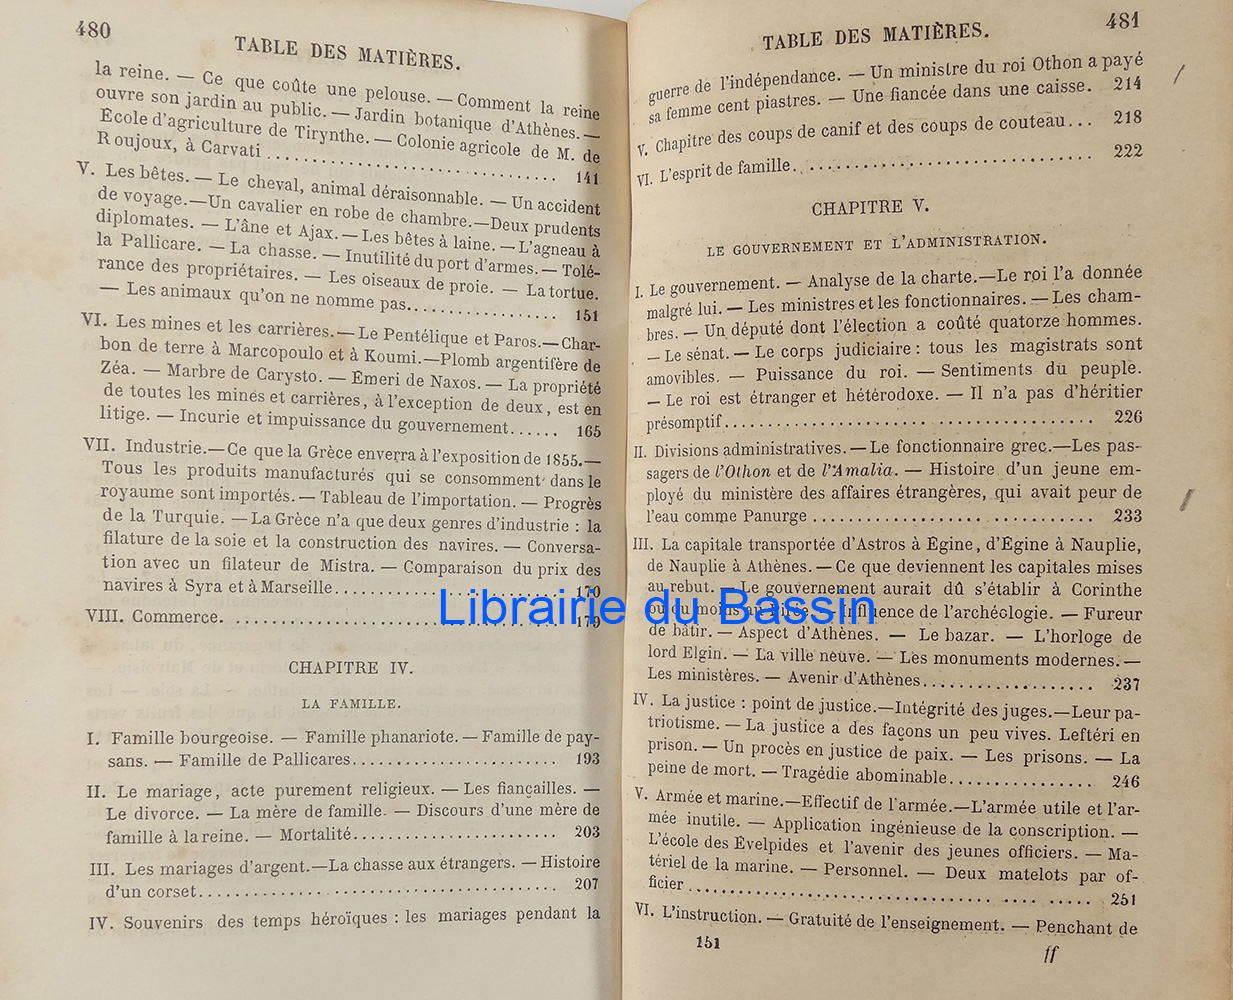 480
TABLE DES MATIÈRES.
la reine. — Ce que coûte une pelouse. — Comment la reine
ouvre son jardin au public. — Jardin botanique d'Athènes. —
École d'agriculture de Tirynthe. — Colonie agricole de M. de
Roujoux, à Carvati ........ 141
V. Les bêtes. — Le cheval, animal déraisonnable. — Un accident
de voyage.—Un cavalier en robe de chambre.—Deux prudents
diplomates. — L'âne et Ajax. — Les bêtes à laine. — L'agneau à
la Pallicare. — La chasse. — Inutilité du port d'armes. — Tolé-
rance des propriétaires. — Les oiseaux de proie. — La tortue.
— Les animaux qu'on ne nomme pas........ 151
VI. Les mines et les carrières.—Le Pentélique et Paros.—Char-
bon de terre à Marcopoulo et à Koumi.—Plomb argentifère de
Zéa. — Marbre de Carysto. — Émeri de Naxos. — La propriété
de toutes les mines et carrières, à l'exception de deux, est en
litige. — Incurie et impuissance du gouvernement...... 165
VII. Industrie.—Ce que la Grèce enverra à l'exposition de 1855.—
Tous les produits manufacturés qui se consomment dans le
royaume sont importés. — Tableau de l'importation. — Progrès
de la Turquie. — La Grèce n'a que deux genres d'industrie : la
filature de la soie et la construction des navires. — Conversa-
tion avec un filateur de Mistra. — Comparaison du prix des
navires à Syra et à Marseille........ 170
VIII. Commerce. ........ 179
CHAPITRE IV.
LA FAMILLE.
I. Famille bourgeoise. — Famille phanariote. — Famille de pay-
sans. — Famille de Pallicares........ 193
II. Le mariage, acte purement religieux. — Les fiançailles. —
Le divorce. — La mère de famille. — Discours d'une mère de
famille à la reine. — Mortalité........ 203
III. Les mariages d'argent.—La chasse aux étrangers. — Histoire
d'un corset........ 207
IV. Souvenirs des temps héroïques : les mariages pendant la
TABLE DES MATIÈRES.
481
guerre de l'indépendance. — Un ministre du roi Othon a payé
sa femme cent piastres. — Une fiancée dans une caisse. 214
V. Chapitre des coups de canif et des coups de couteau... 218
VI. L'esprit de famille........ 222
CHAPITRE V.
LE GOUVERNEMENT ET L'ADMINISTRATION.
I. Le gouvernement. — Analyse de la charte.—Le roi l'a donnée
malgré lui. — Les ministres et les fonctionnaires. — Les cham-
bres. — Un député dont l'élection a coûté quatorze hommes.
— Le sénat. — Le corps judiciaire : tous les magistrats sont
amovibles. — Puissance du roi. — Sentiments du peuple.
— Le roi est étranger et hétérodoxe. — Il n'a pas d'héritier
présomptif........ 226
II. Divisions administratives. — Le fonctionnaire grec.—Les pas-
sagers de l'Othon et de l'Amalia. — Histoire d'un jeune em-
ployé du ministère des affaires étrangères, qui avait peur de
l'eau comme Panurge ........ 233
III. La capitale transportée d'Astros à Égine, d'Égine à Nauplie,
de Nauplie à Athènes. — Ce que deviennent les capitales mises
au rebut. — Le gouvernement aurait dû s'établir à Corinthe
ou du moins au Pirée. — Influence de l'archéologie. — Fureur
de bâtir. — Aspect d'Athènes. — Le bazar. — L'horloge de
lord Elgin. — La ville neuve. — Les monuments modernes. —
Les ministères. — Avenir d'Athènes........ 237
IV. La justice : point de justice.—Intégrité des juges.—Leur pa-
triotisme. — La justice a des façons un peu vives. Leftéri en
prison. — Un procès en justice de paix. — Les prisons. — La
peine de mort. — Tragédie abominable........ 246
V. Armée et marine.—Effectif de l'armée.—L'armée utile et l'ar-
mée inutile. — Application ingénieuse de la conscription. —
L'école des Évelpides et l'avenir des jeunes officiers. — Ma-
tériel de la marine. — Personnel. — Deux matelots par of-
ficier ........ 251
VI. L'instruction. — Gratuité de l'enseignement. — Penchant de
151
ff
Librairie du Bassin